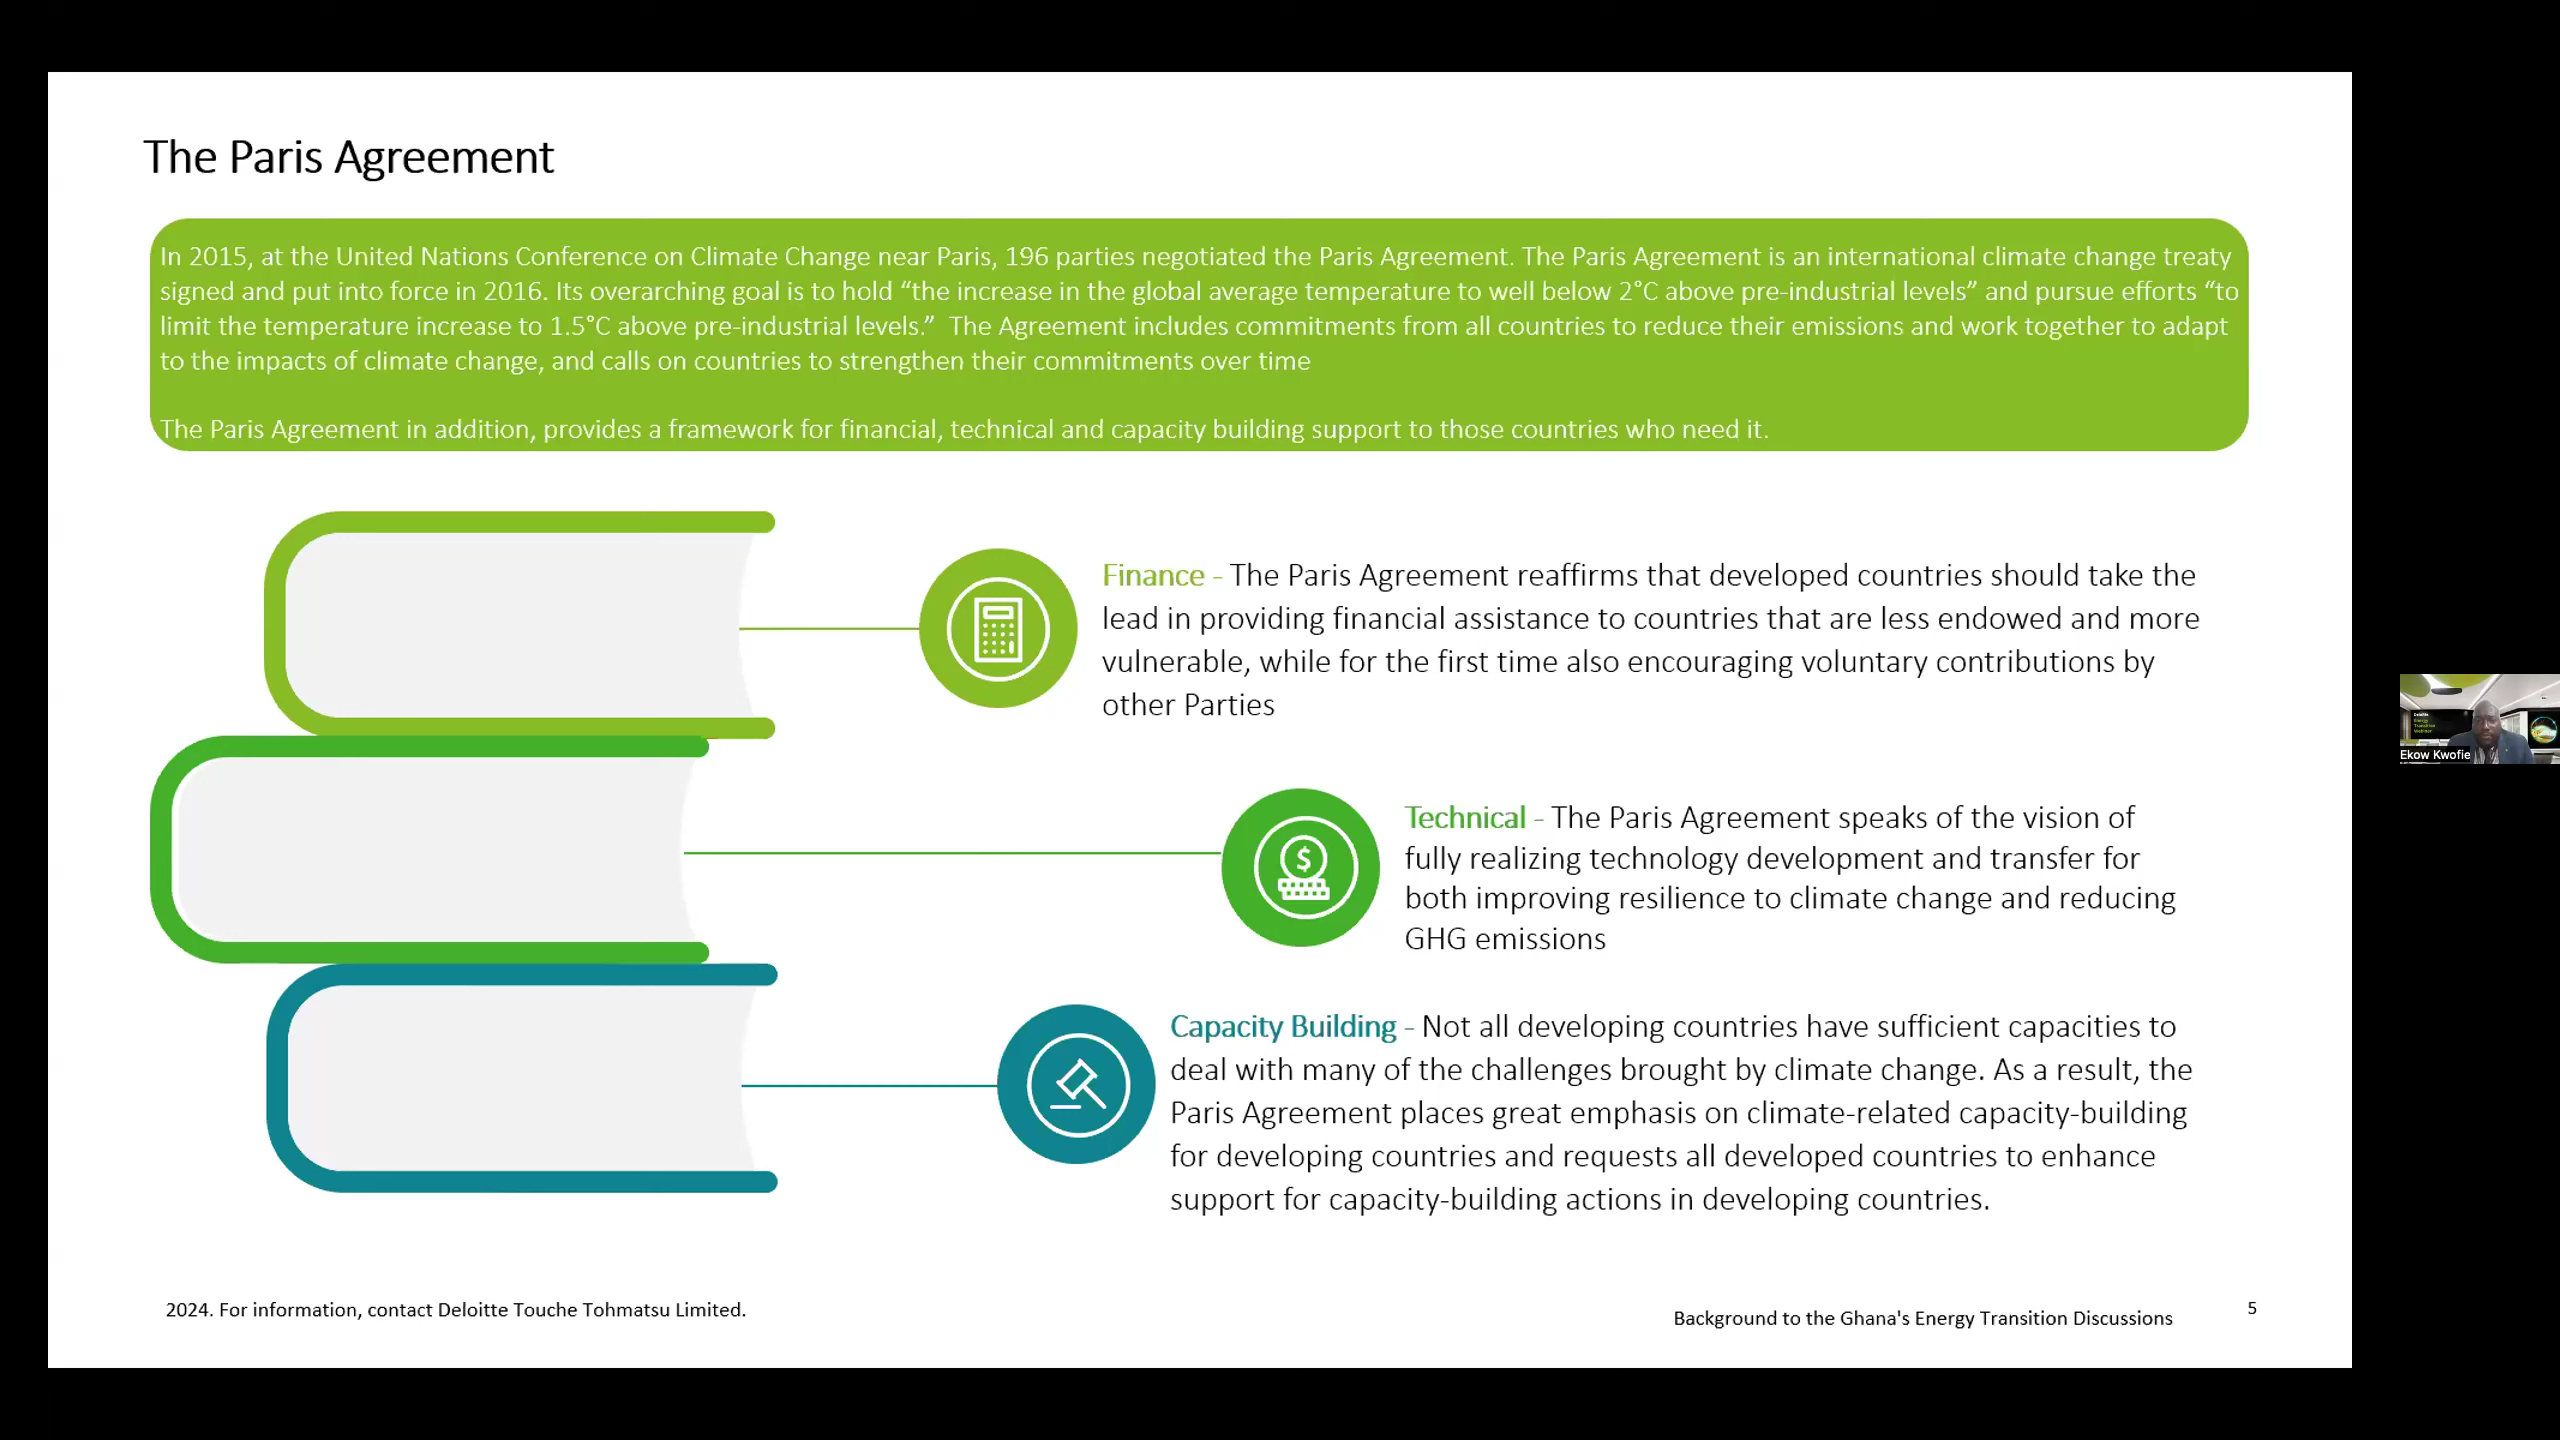 The Paris Agreement
In 2015, at the United Nations Conference on Climate Change near Paris, 196 parties negotiated the Paris Agreement. The Paris Agreement is an international climate change treaty
signed and put into force in 2016. Its overarching goal is to hold “the increase in the global average temperature to well below 2°C above pre-industrial levels” and pursue efforts “to
limit the temperature increase to 1.5°C above pre-industrial levels.”  The Agreement includes commitments from all countries to reduce their emissions and work together to adapt
to the impacts of climate change, and calls on countries to strengthen their commitments over time
The Paris Agreement in addition, provides a framework for financial, technical and capacity building support to those countries who need it.
Finance - The Paris Agreement reaffirms that developed countries should take the
lead in providing financial assistance to countries that are less endowed and more
vulnerable, while for the first time also encouraging voluntary contributions by
other Parties
$
Technical - The Paris Agreement speaks of the vision of
fully realizing technology development and transfer for
both improving resilience to climate change and reducing
GHG emissions
Capacity Building - Not all developing countries have sufficient capacities to
deal with many of the challenges brought by climate change. As a result, the
Paris Agreement places great emphasis on climate-related capacity-building
for developing countries and requests all developed countries to enhance
support for capacity-building actions in developing countries.
2024. For information, contact Deloitte Touche Tohmatsu Limited.
Background to the Ghana's Energy Transition Discussions
5
Deloitte
Energy
Transition
Webinar
Ekow Kwofie